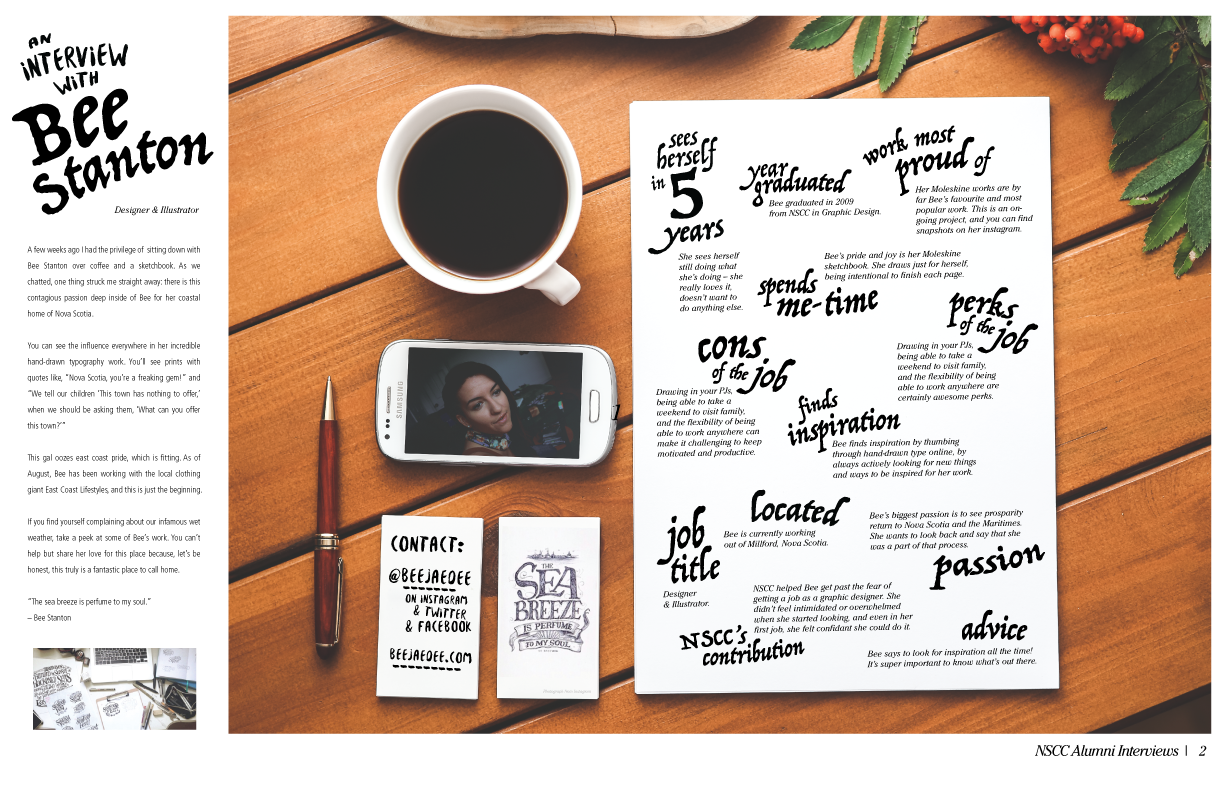 AN
INTERVIEW
WITH
Bee
Stanton
Designer & Illustrator
A few weeks ago I had the privilege of sitting down with
Bee Stanton over coffee and a sketchbook. As we
chatted, one thing struck me straight away: there is this
contagious passion deep inside of Bee for her coastal
home of Nova Scotia.
You can see the influence everywhere in her incredible
hand-drawn typography work. You'll see prints with
quotes like, "Nova Scotia, you're a freaking gem!" and
"We tell our children 'This town has nothing to offer,'
when we should be asking them, 'What can you offer
this town?'"
This gal oozes east coast pride, which is fitting. As of
August, Bee has been working with the local clothing
giant East Coast Lifestyles, and this is just the beginning.
If you find yourself complaining about our infamous wet
weather, take a peek at some of Bee's work. You can't
help but share her love for this place because, let's be
honest, this truly is a fantastic place to call home.
"The sea breeze is perfume to my soul."
– Bee Stanton
SAMSUNG
CONTACT:
@BEEJAEDEE
ON INSTAGRAM
& TWITTER
& FACEBOOK
BEEJAEDEE.COM
THE
SEA
BREEZE
IS PERFUME
TO MY SOUL
sees
herself
in 5
years
She sees herself
still doing what
she's doing – she
really loves it,
doesn't want to
do anything else.
year
graduated
Bee graduated in 2009
from NSCC in Graphic Design.
work most
proud of
Her Moleskine works are by
far Bee's favourite and most
popular work. This is an on-
going project, and you can find
snapshots on her instagram.
Bee's pride and joy is her Moleskine
sketchbook. She draws just for herself,
being intentional to finish each page.
spends
me-time
perks
of the job
Drawing in your PJs,
being able to take a
weekend to visit family,
and the flexibility of being
able to work anywhere are
certainly awesome perks.
cons
of the job
Drawing in your PJs,
being able to take a
weekend to visit family,
and the flexibility of being
able to work anywhere can
make it challenging to keep
motivated and productive.
finds
inspiration
Bee finds inspiration by thumbing
through hand-drawn type online, by
always actively looking for new things
and ways to be inspired for her work.
job
title
Designer
& Illustrator.
located
Bee is currently working
out of Millford, Nova Scotia.
Bee's biggest passion is to see prosparity
return to Nova Scotia and the Maritimes.
She wants to look back and say that she
was a part of that process.
passion
NSCC helped Bee get past the fear of
getting a job as a graphic designer. She
didn't feel intimidated or overwhelmed
when she started looking, and even in her
first job, she felt confidant she could do it.
NSCC's
contribution
advice
Bee says to look for inspiration all the time!
It's super important to know what's out there.
NSCC Alumni Interviews | 2